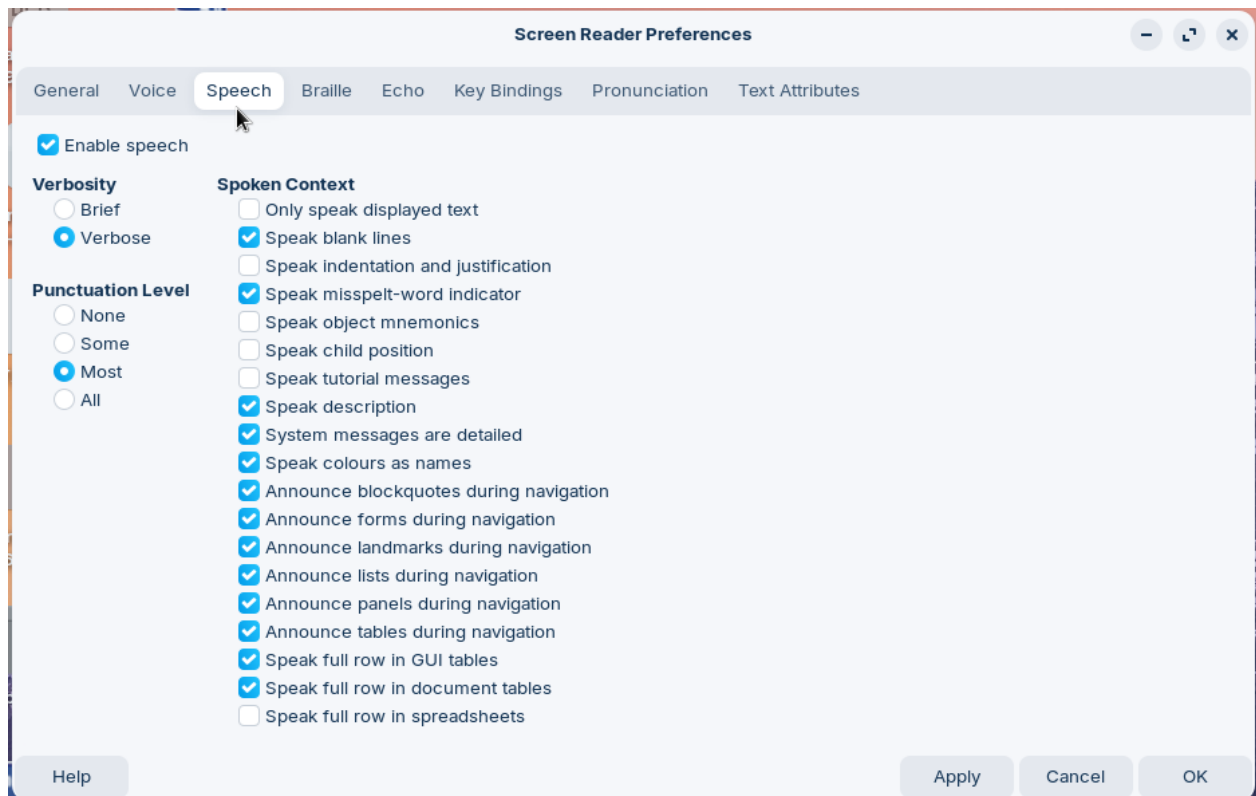 Screen Reader Preferences
General Voice Speech Braille Echo Key Bindings Pronunciation Text Attributes
Enable speech
Verbosity
Brief
Verbose
Punctuation Level
None
Some
Most
All
Spoken Context
Only speak displayed text
Speak blank lines
Speak indentation and justification
Speak misspelt-word indicator
Speak object mnemonics
Speak child position
Speak tutorial messages
Speak description
System messages are detailed
Speak colours as names
Announce blockquotes during navigation
Announce forms during navigation
Announce landmarks during navigation
Announce lists during navigation
Announce panels during navigation
Announce tables during navigation
Speak full row in GUI tables
Speak full row in document tables
Speak full row in spreadsheets
Help Apply Cancel OK